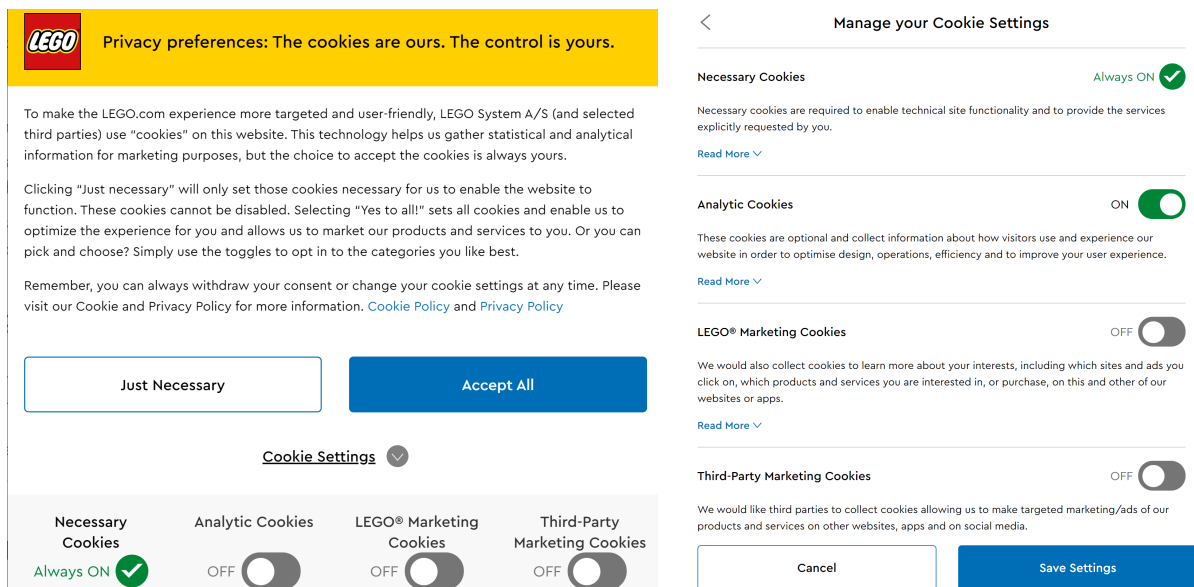 LEGO
Privacy preferences: The cookies are ours. The control is yours.
To make the LEGO.com experience more targeted and user-friendly, LEGO System A/S (and selected
third parties) use “cookies” on this website. This technology helps us gather statistical and analytical
information for marketing purposes, but the choice to accept the cookies is always yours.
Clicking “Just necessary” will only set those cookies necessary for us to enable the website to
function. These cookies cannot be disabled. Selecting “Yes to all!” sets all cookies and enable us to
optimize the experience for you and allows us to market our products and services to you. Or you can
pick and choose? Simply use the toggles to opt in to the categories you like best.
Remember, you can always withdraw your consent or change your cookie settings at any time. Please
visit our Cookie and Privacy Policy for more information. Cookie Policy and Privacy Policy
Just Necessary
Accept All
Cookie Settings
Necessary
Cookies
Always ON
Analytic Cookies
OFF
LEGO® Marketing
Cookies
OFF
Third-Party
Marketing Cookies
OFF
Manage your Cookie Settings
Necessary Cookies
Always ON
Necessary cookies are required to enable technical site functionality and to provide the services
explicitly requested by you.
Read More
Analytic Cookies
ON
These cookies are optional and collect information about how visitors use and experience our
website in order to optimise design, operations, efficiency and to improve your user experience.
Read More
LEGO® Marketing Cookies
OFF
We would also collect cookies to learn more about your interests, including which sites and ads you
click on, which products and services you are interested in, or purchase, on this and other of our
websites or apps.
Read More
Third-Party Marketing Cookies
OFF
We would like third parties to collect cookies allowing us to make targeted marketing/ads of our
products and services on other websites, apps and on social media.
Cancel
Save Settings